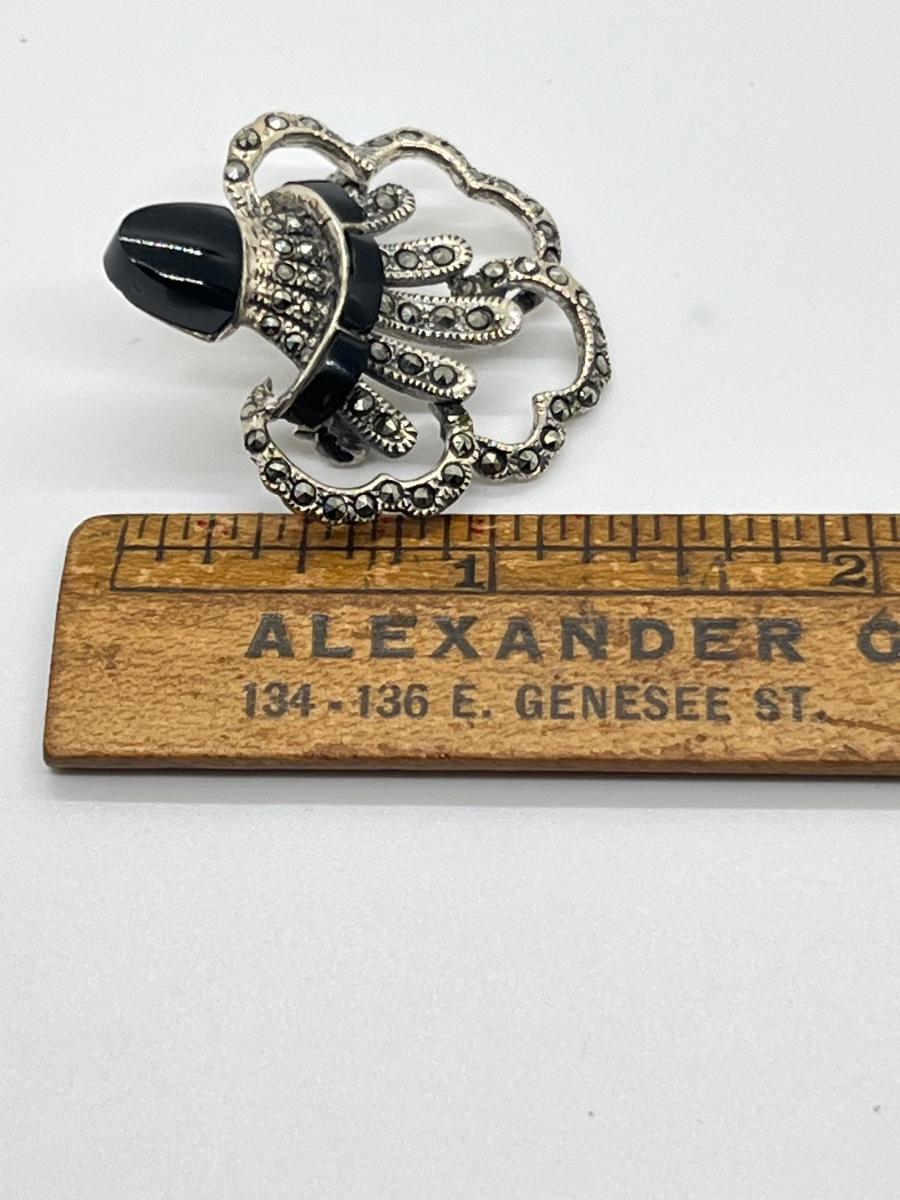 1 2
ALEXANDER
134-136 E. GENESEE ST.